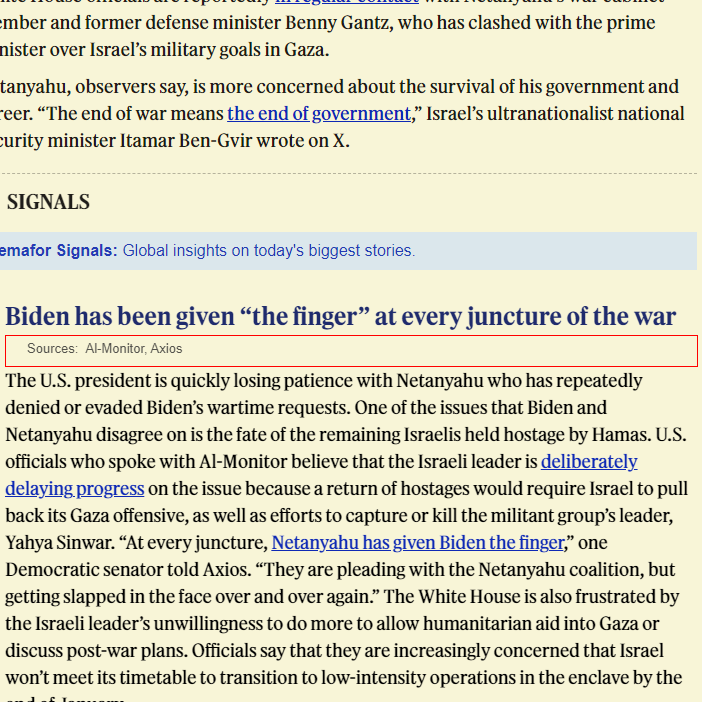 with Netanyahu's war cabinet
and former defense minister Benny Gantz, who has clashed with the prime
over Israel's military goals in Gaza.
observers say, is more concerned about the survival of his government and
“The end of war means the end of government,” Israel’s ultranationalist national
minister Itamar Ben-Gvir wrote on X.
SIGNALS
Signals: Global insights on today's biggest stories.
Biden has been given “the finger” at every juncture of the war
Sources: Al-Monitor, Axios
The U.S. president is quickly losing patience with Netanyahu who has repeatedly
denied or evaded Biden’s wartime requests. One of the issues that Biden and
Netanyahu disagree on is the fate of the remaining Israelis held hostage by Hamas. U.S.
officials who spoke with Al-Monitor believe that the Israeli leader is deliberately
delaying progress on the issue because a return of hostages would require Israel to pull
back its Gaza offensive, as well as efforts to capture or kill the militant group’s leader,
Yahya Sinwar. “At every juncture, Netanyahu has given Biden the finger,” one
Democratic senator told Axios. “They are pleading with the Netanyahu coalition, but
getting slapped in the face over and over again.” The White House is also frustrated by
the Israeli leader’s unwillingness to do more to allow humanitarian aid into Gaza or
discuss post-war plans. Officials say that they are increasingly concerned that Israel
won’t meet its timetable to transition to low-intensity operations in the enclave by the